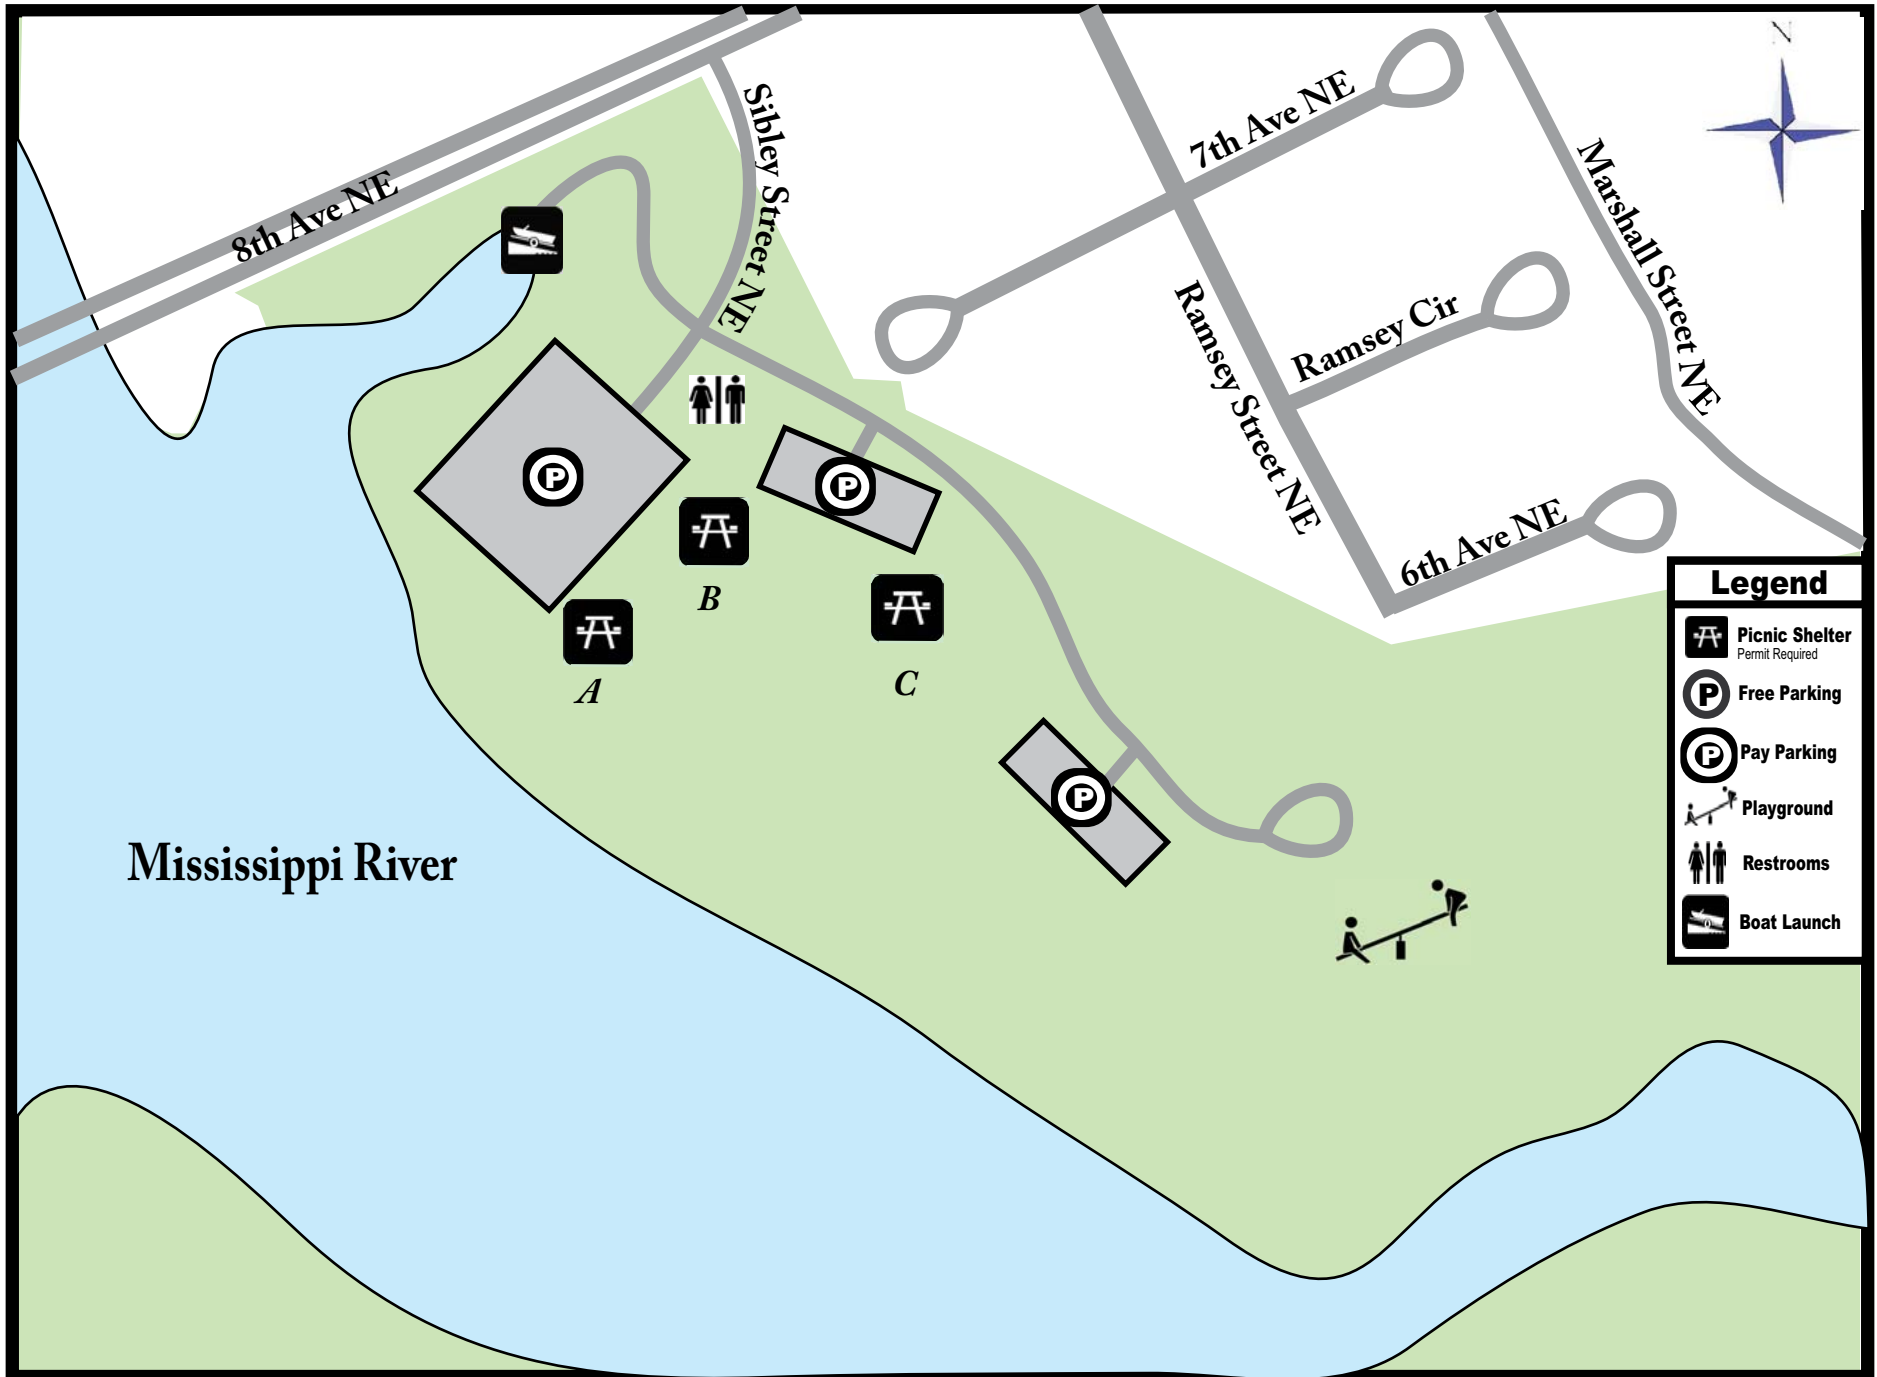 N
8th Ave NE
Sibley Street NE
7th Ave NE
Marshall Street NE
Ramsey Street NE
Ramsey Cir
6th Ave NE
P
P
B
A
C
P
Mississippi River
Legend
Picnic Shelter
Permit Required
P Free Parking
P Pay Parking
Playground
Restrooms
Boat Launch